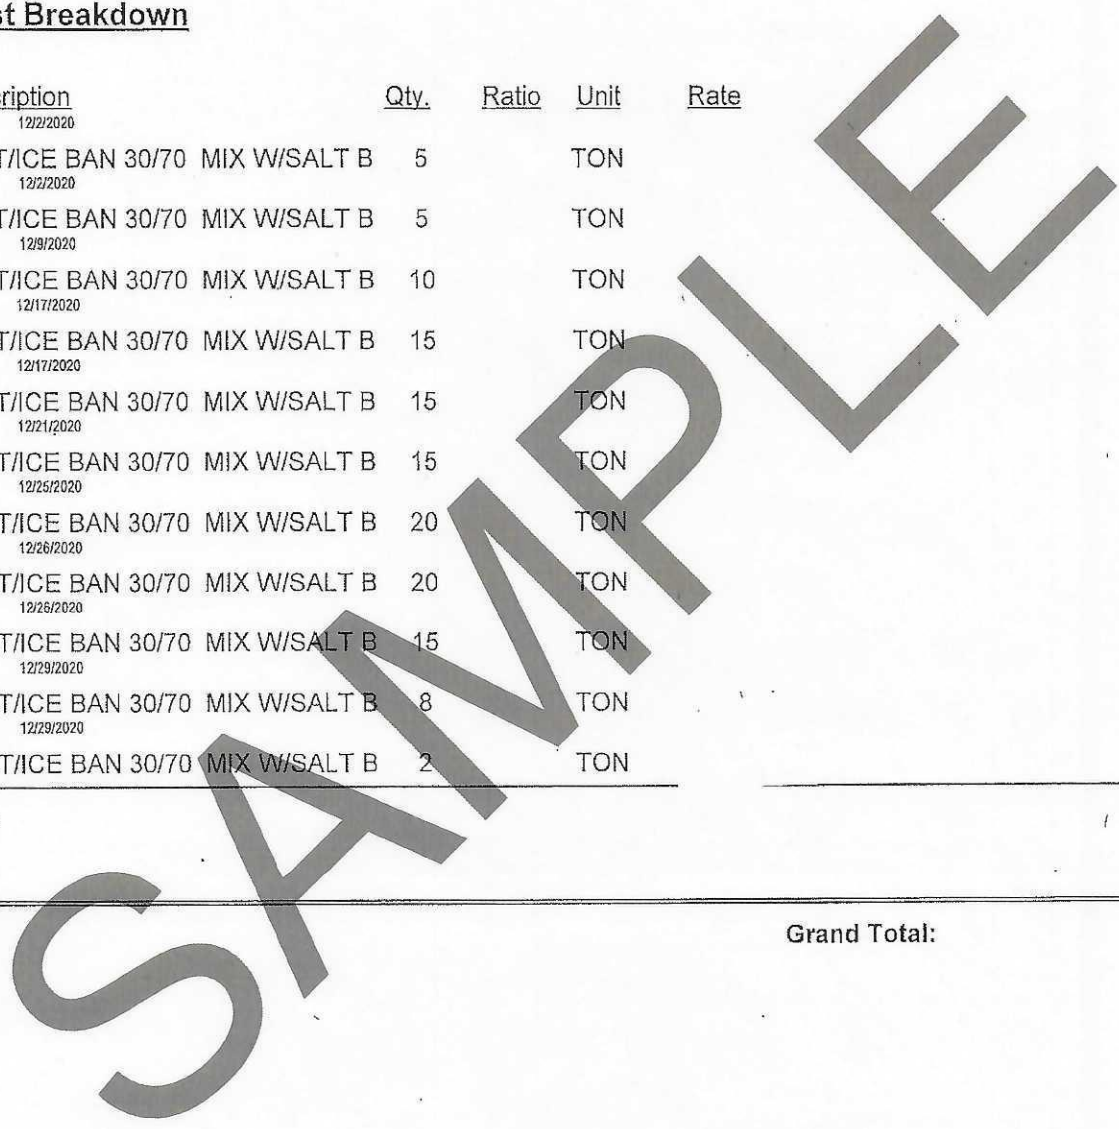 st Breakdown
ription Qty. Ratio Unit Rate
12/2/2020
T/ICE BAN 30/70 MIX W/SALT B 5 TON
12/2/2020
T/ICE BAN 30/70 MIX W/SALT B 5 TON
12/9/2020
T/ICE BAN 30/70 MIX W/SALT B 10 TON
12/17/2020
T/ICE BAN 30/70 MIX W/SALT B 15 TON
12/17/2020
T/ICE BAN 30/70 MIX W/SALT B 15 TON
12/21/2020
T/ICE BAN 30/70 MIX W/SALT B 15 TON
12/25/2020
T/ICE BAN 30/70 MIX W/SALT B 20 TON
12/26/2020
T/ICE BAN 30/70 MIX W/SALT B 20 TON
12/26/2020
T/ICE BAN 30/70 MIX W/SALT B 15 TON
12/29/2020
T/ICE BAN 30/70 MIX W/SALT B 8 TON
12/29/2020
T/ICE BAN 30/70 MIX W/SALT B 2 TON
Grand Total:
SAMPLE